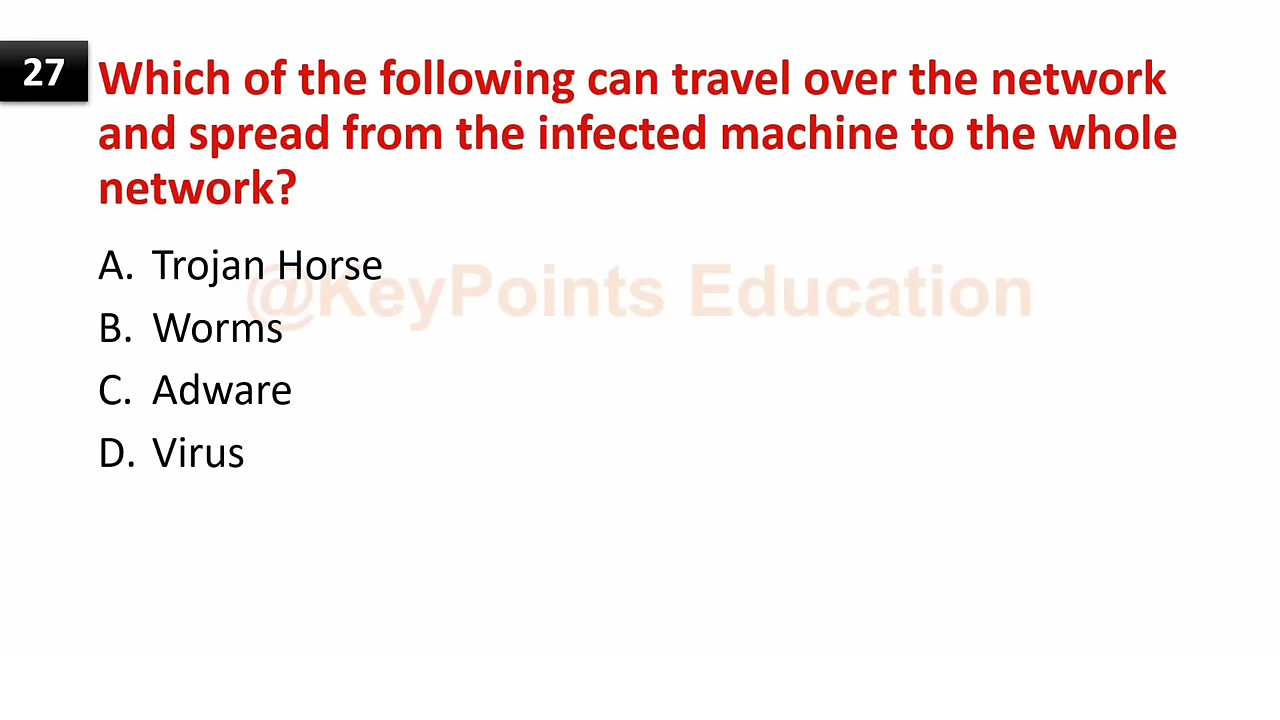 27
Which of the following can travel over the network
and spread from the infected machine to the whole
network?
A. Trojan Horse
@KeyPoints Education
B. Worms
C. Adware
D. Virus